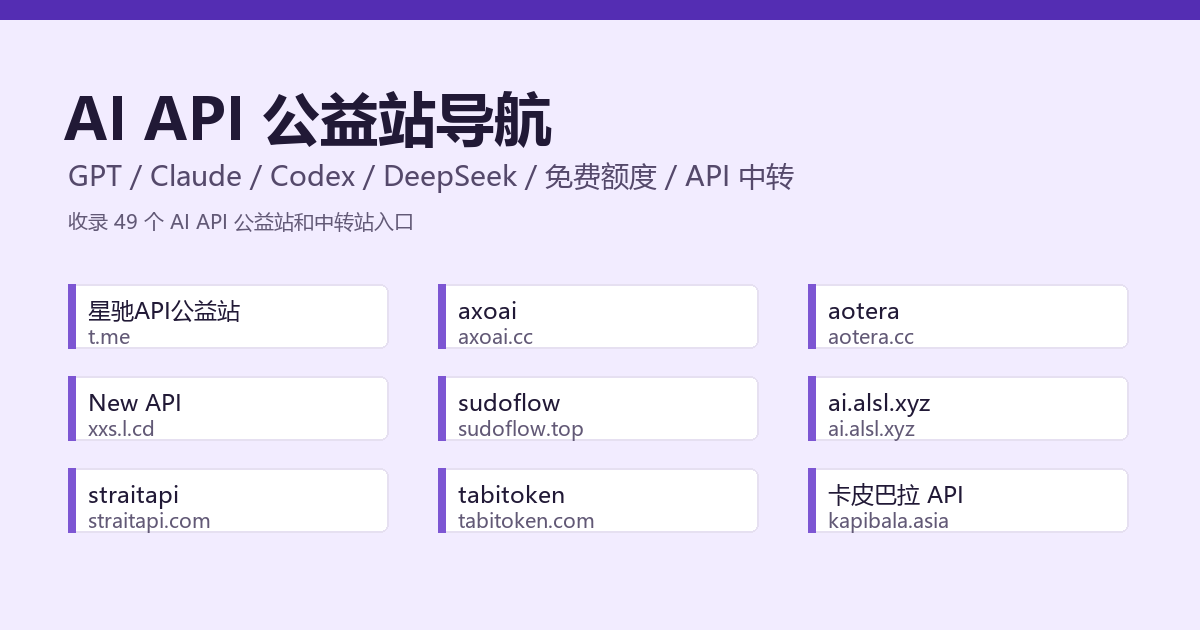 AI API 公益站导航
GPT / Claude / Codex / DeepSeek / 免费额度 / API 中转
收录 49 个 AI API 公益站和中转站入口
星驰API公益站
t.me
axoai
axoai.cc
aotera
aotera.cc
New API
xxs.l.cd
sudoflow
sudoflow.top
ai.alsl.xyz
ai.alsl.xyz
straitapi
straitapi.com
tabitoken
tabitoken.com
卡皮巴拉 API
kapibala.asia